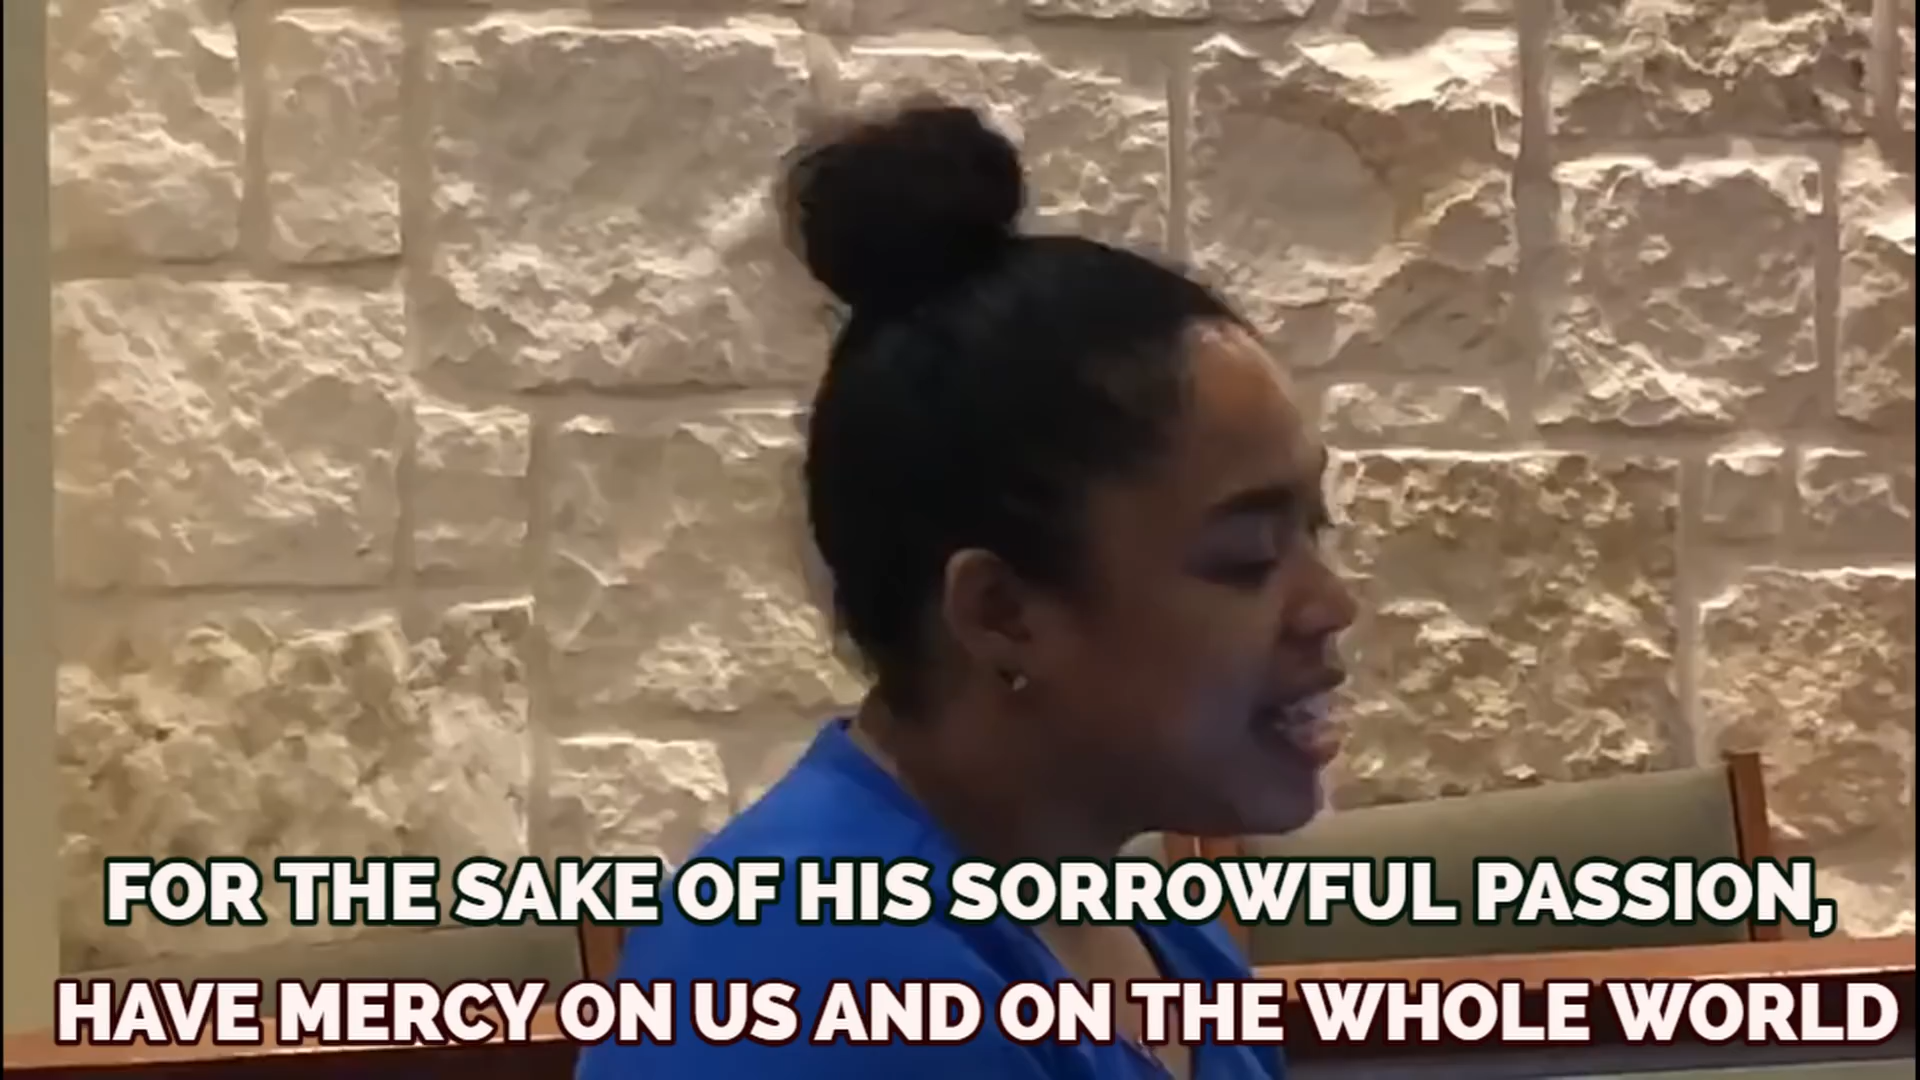 FOR THE SAKE OF HIS SORROWFUL PASSION,
HAVE MERCY ON US AND ON THE WHOLE WORLD